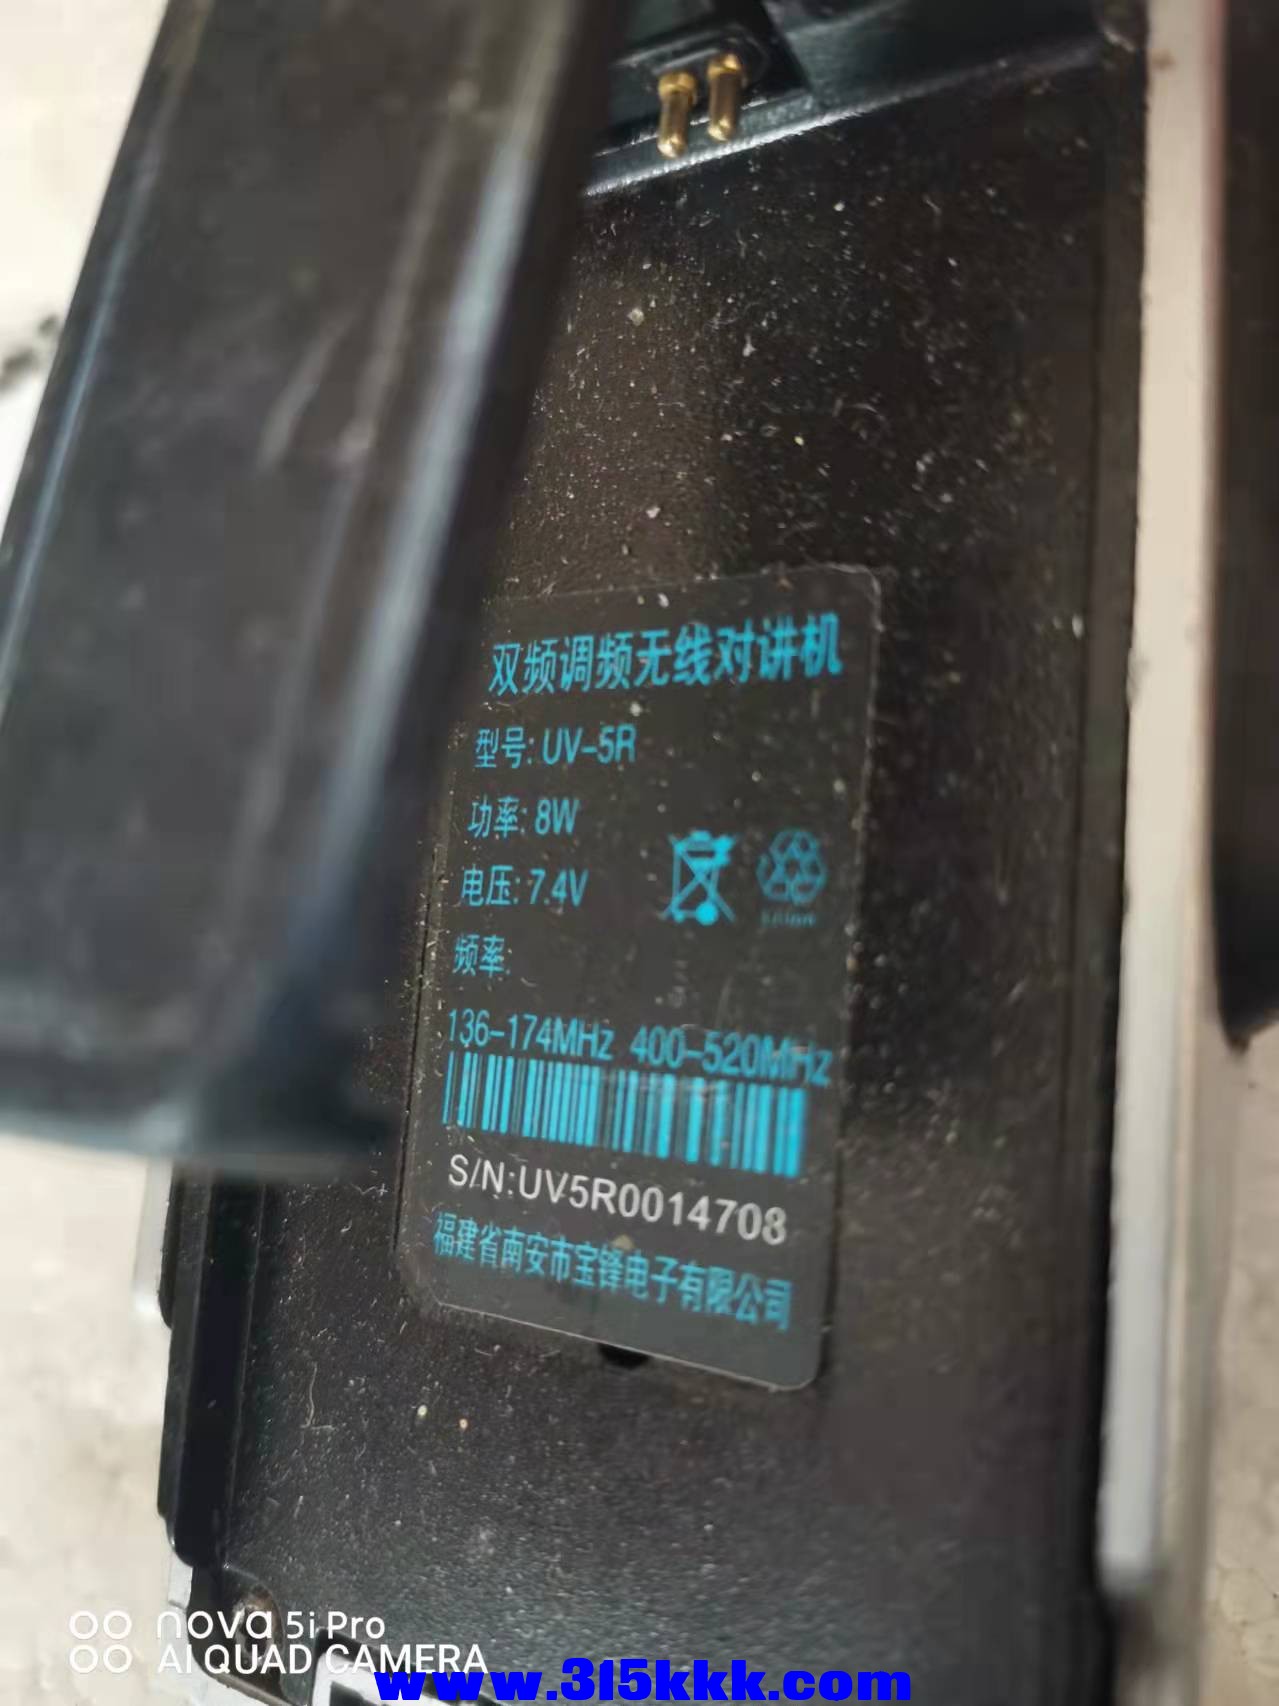 双频调频无线对讲机
型号: UV-5R
功率: 8W
电压: 7.4V
频率:
136-174MHz 400-520MHz
S/N:UV5R0014708
福建省南安市宝锋电子有限公司
nova 5i Pro
AI QUAD CAMERA
www.315kkk.com